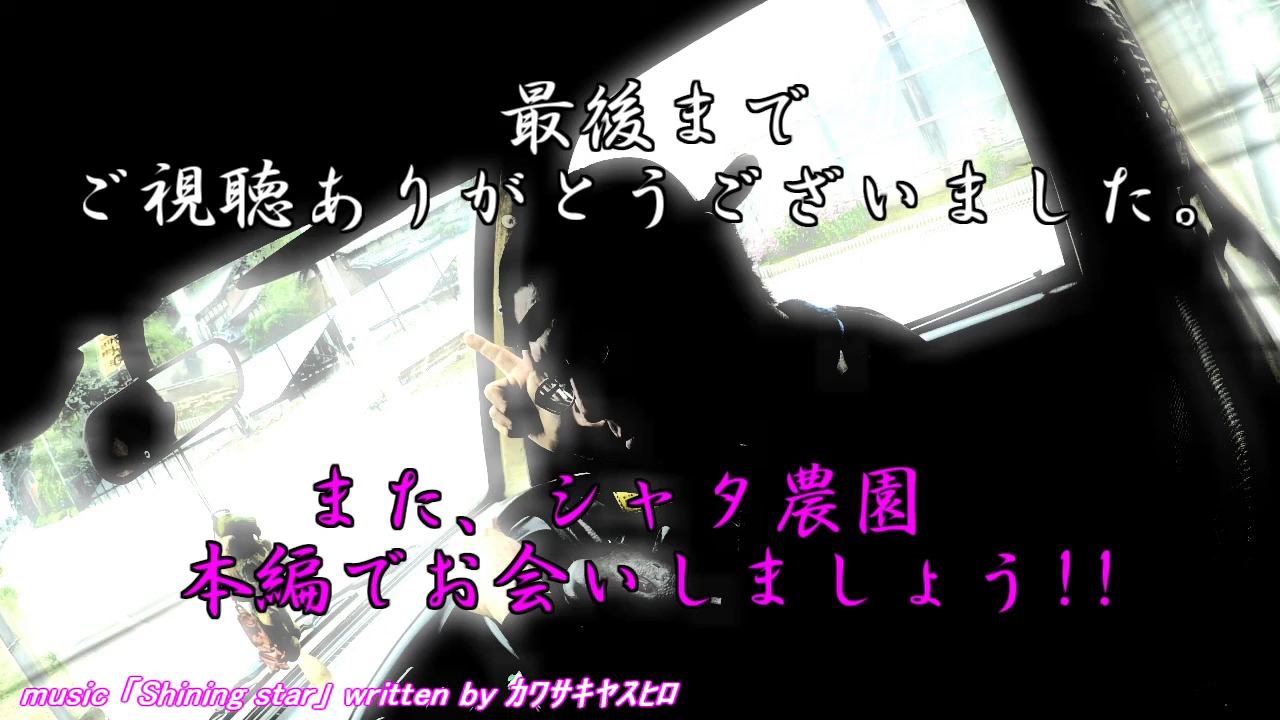 最後まで
ご視聴ありがとうございました。
また、シャタ農園
本編でお会いしましょう!!
music「Shining star」written by ｶﾜｻｷﾔｽﾋﾛ